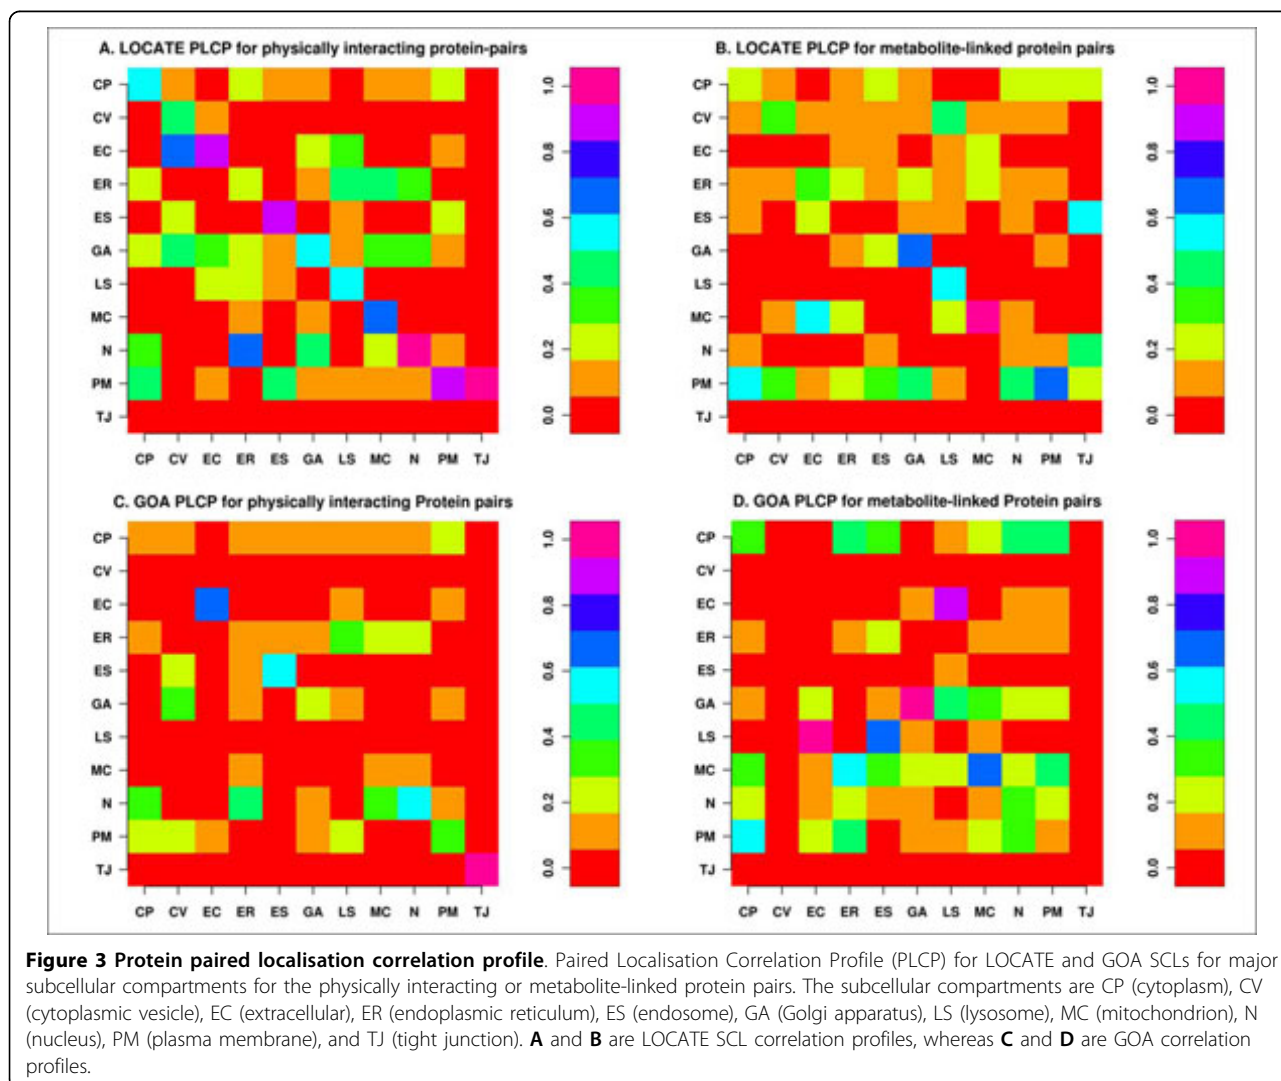 A. LOCATE PLCP for physically interacting protein-pairs
CP
CV
EC
ER
ES
GA
LS
MC
N
PM
TJ
CP CV EC ER ES GA LS MC N PM TJ
1.0
0.8
0.6
0.4
0.2
0.0
B. LOCATE PLCP for metabolite-linked protein pairs
CP
CV
EC
ER
ES
GA
LS
MC
N
PM
TJ
CP CV EC ER ES GA LS MC N PM TJ
1.0
0.8
0.6
0.4
0.2
0.0
C. GOA PLCP for physically interacting Protein pairs
CP
CV
EC
ER
ES
GA
LS
MC
N
PM
TJ
CP CV EC ER ES GA LS MC N PM TJ
1.0
0.8
0.6
0.4
0.2
0.0
D. GOA PLCP for metabolite-linked Protein pairs
CP
CV
EC
ER
ES
GA
LS
MC
N
PM
TJ
CP CV EC ER ES GA LS MC N PM TJ
1.0
0.8
0.6
0.4
0.2
0.0
Figure 3 Protein paired localisation correlation profile. Paired Localisation Correlation Profile (PLCP) for LOCATE and GOA SCLs for major
subcellular compartments for the physically interacting or metabolite-linked protein pairs. The subcellular compartments are CP (cytoplasm), CV
(cytoplasmic vesicle), EC (extracellular), ER (endoplasmic reticulum), ES (endosome), GA (Golgi apparatus), LS (lysosome), MC (mitochondrion), N
(nucleus), PM (plasma membrane), and TJ (tight junction). A and B are LOCATE SCL correlation profiles, whereas C and D are GOA correlation
profiles.